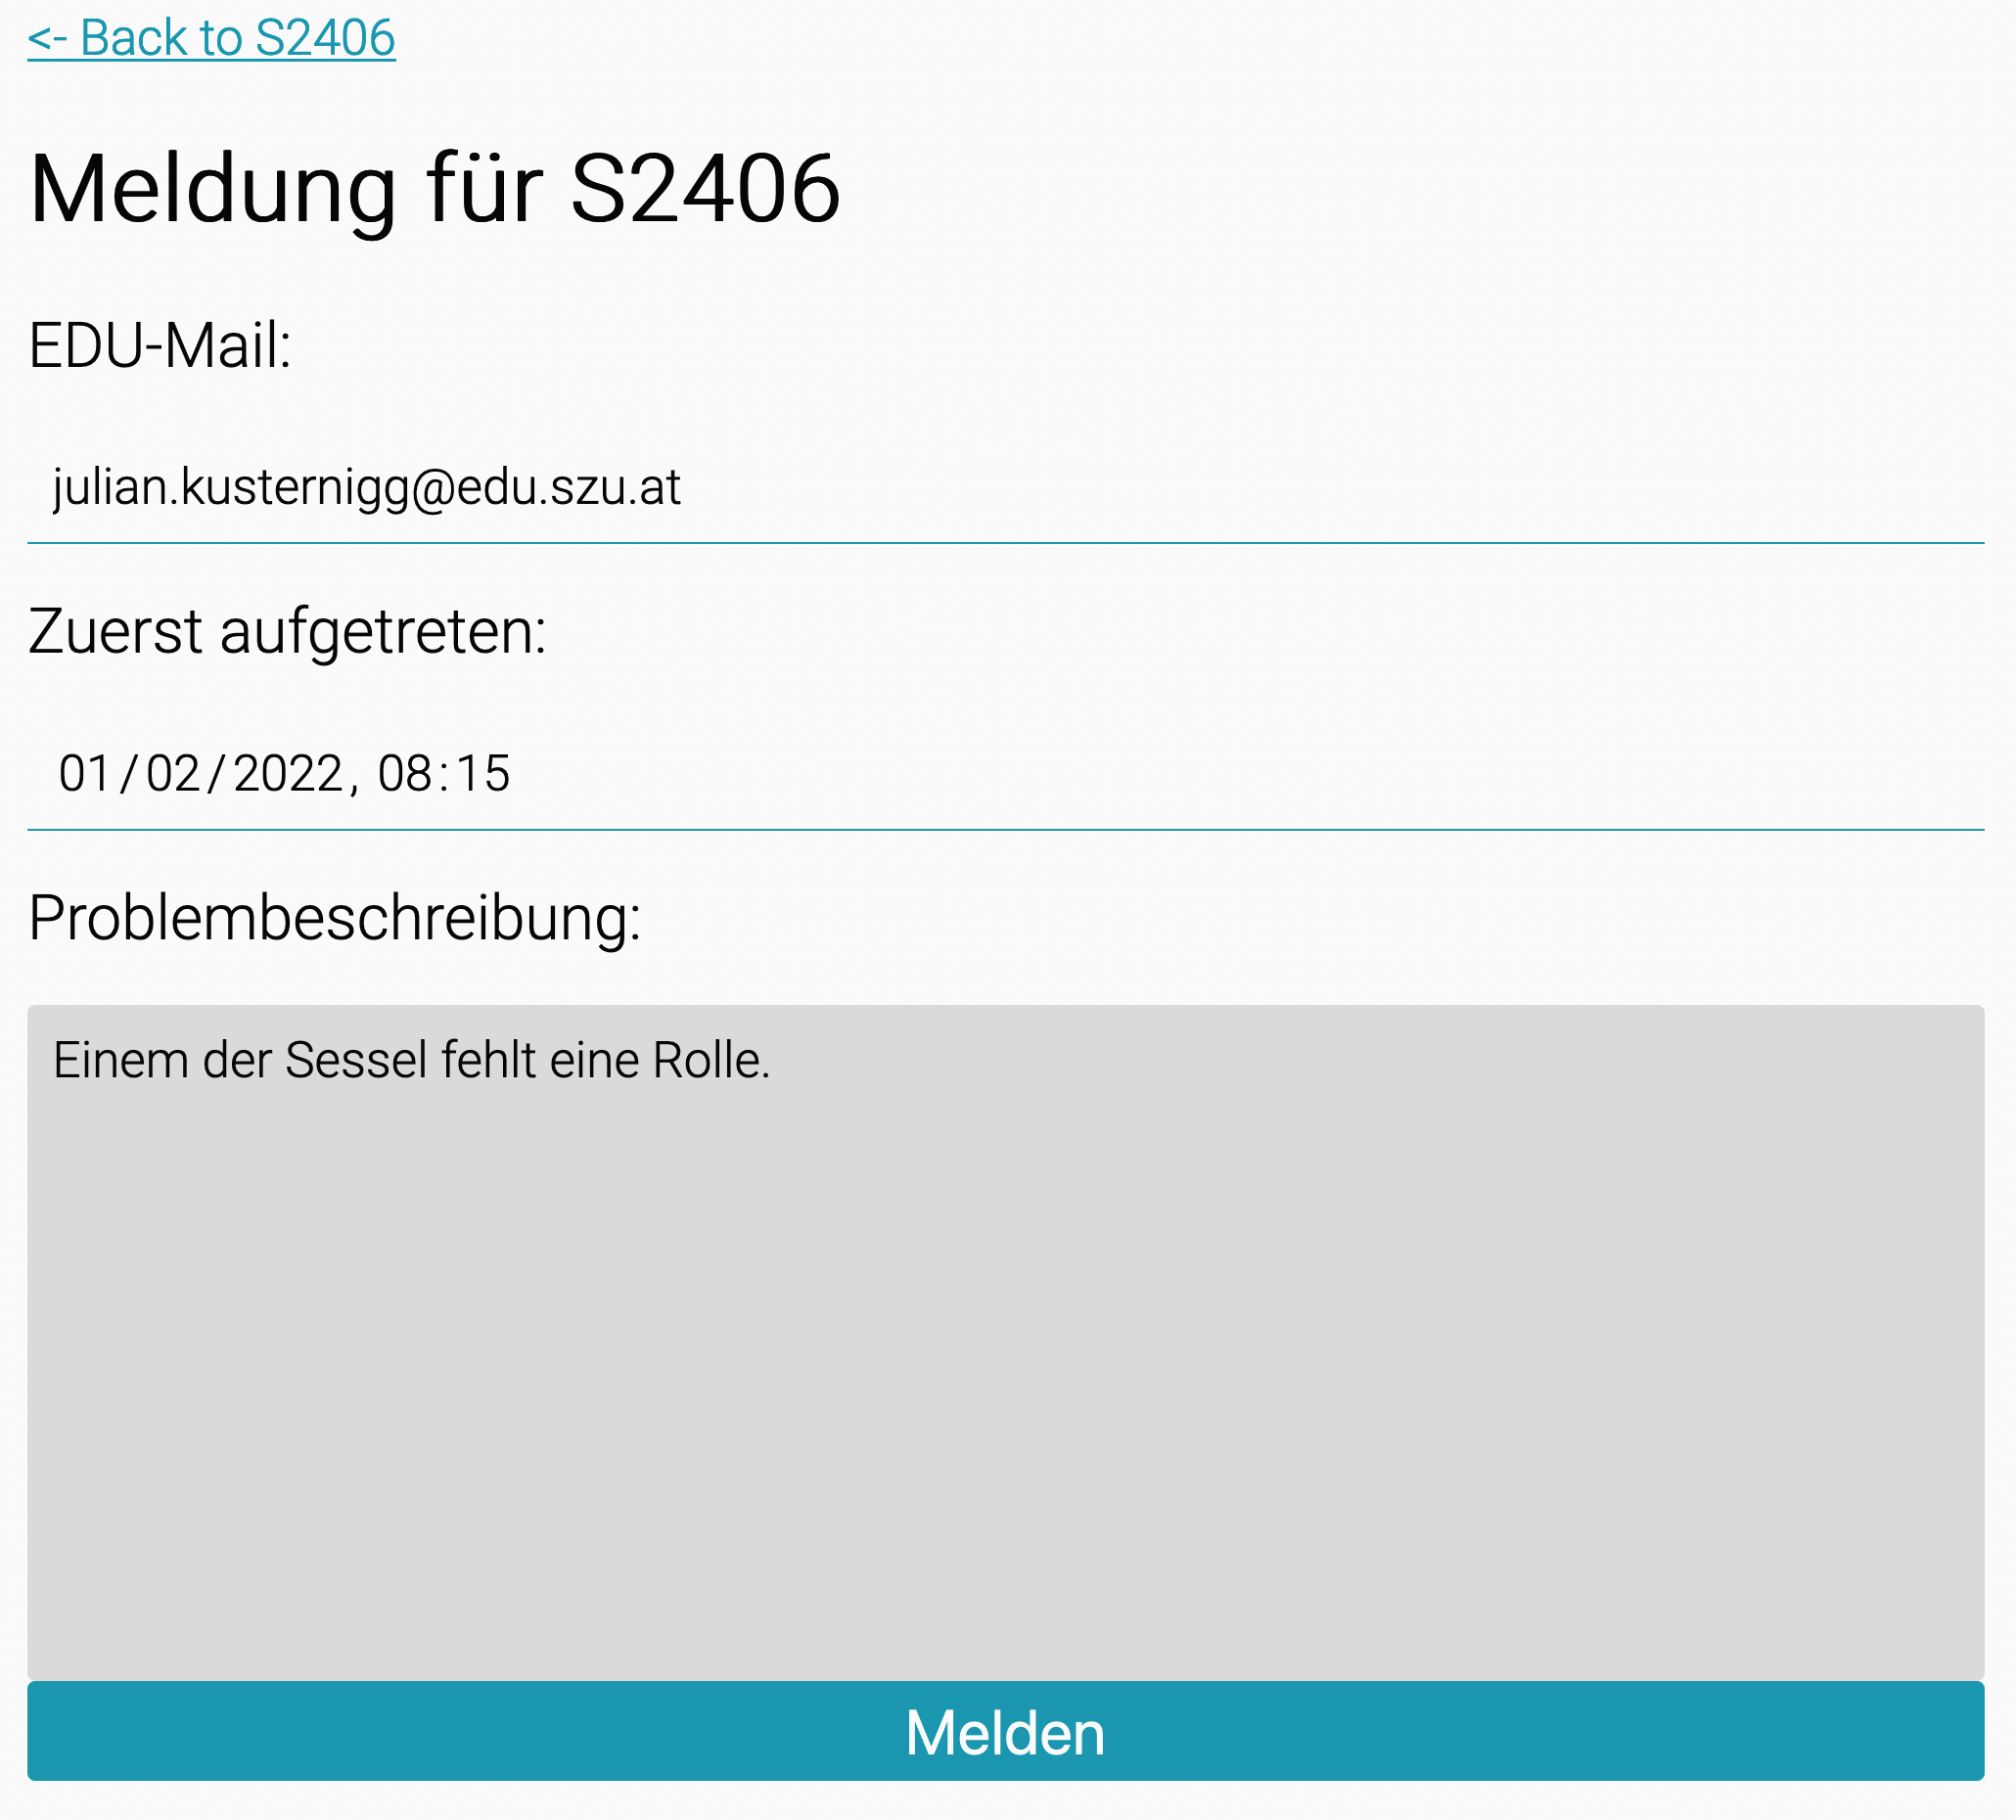 <- Back to S2406
Meldung für S2406
EDU-Mail:
julian.kusternigg@edu.szu.at
Zuerst aufgetreten:
01/02/2022, 08:15
Problembeschreibung:
Einem der Sessel fehlt eine Rolle.
Melden